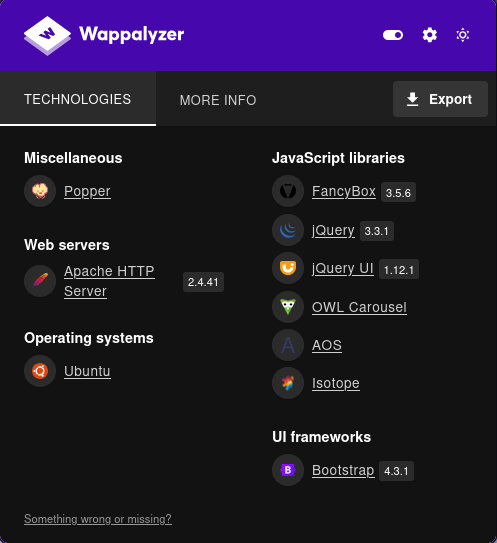 Wappalyzer
TECHNOLOGIES
MORE INFO
Export
Miscellaneous
Popper
Web servers
Apache HTTP
Server
2.4.41
Operating systems
Ubuntu
JavaScript libraries
FancyBox 3.5.6
jQuery 3.3.1
jQuery UI 1.12.1
OWL Carousel
AOS
Isotope
UI frameworks
Bootstrap 4.3.1
Something wrong or missing?